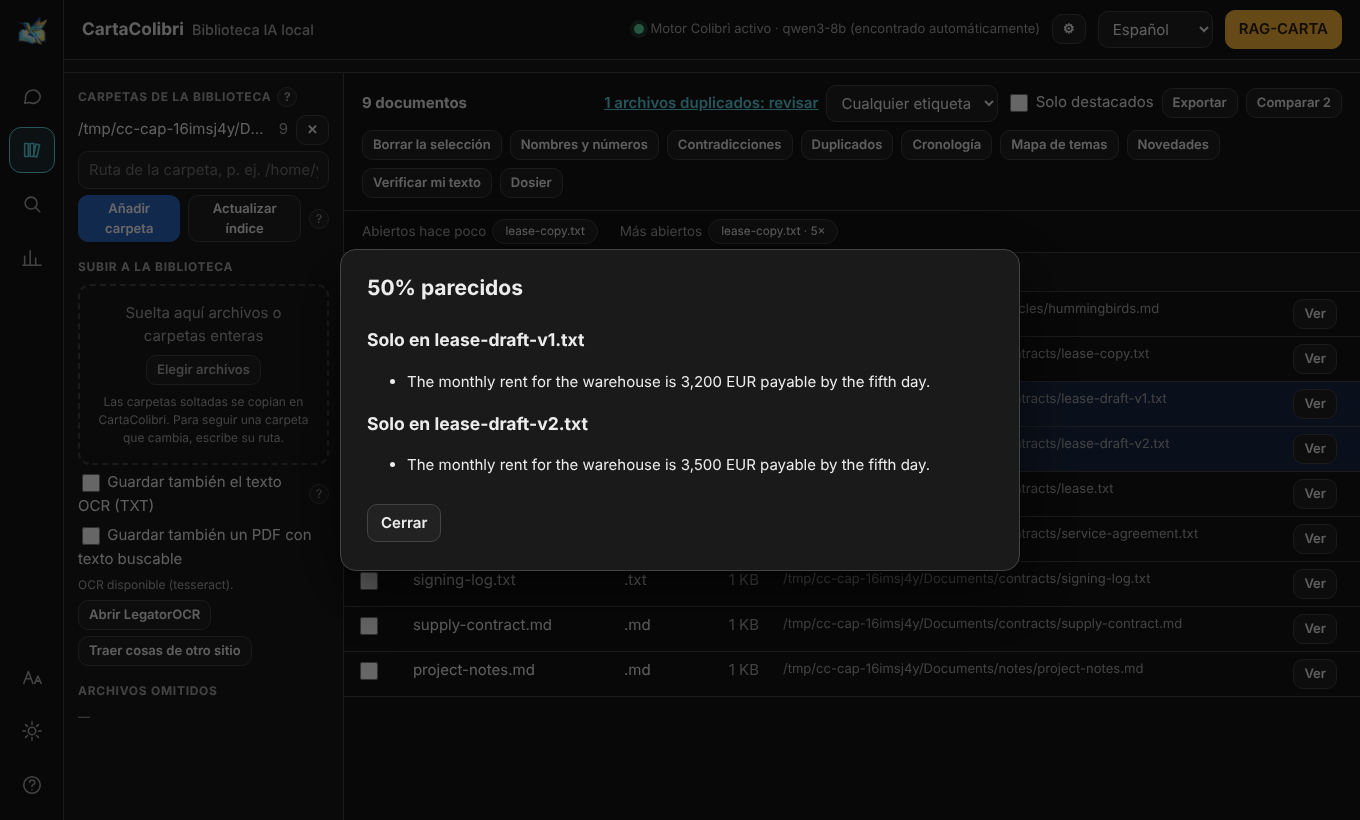 CartaColibri Biblioteca IA local
Motor Colibrì activo · qwen3-8b (encontrado automáticamente)
Español
RAG-CARTA
CARPETAS DE LA BIBLIOTECA ?
/tmp/cc-cap-16imsj4y/D... 9 ×
Ruta de la carpeta, p. ej. /home/
Añadir carpeta
Actualizar índice
?
SUBIR A LA BIBLIOTECA
Suelta aquí archivos o
carpetas enteras
Elegir archivos
Las carpetas soltadas se copian en
CartaColibri. Para seguir una carpeta
que cambia, escribe su ruta.
Guardar también el texto
OCR (TXT)
?
Guardar también un PDF con
texto buscable
OCR disponible (tesseract).
Abrir LegatorOCR
Traer cosas de otro sitio
ARCHIVOS OMITIDOS
—
9 documentos
1 archivos duplicados: revisar
Cualquier etiqueta
Solo destacados
Exportar
Comparar 2
Borrar la selección
Nombres y números
Contradicciones
Duplicados
Cronología
Mapa de temas
Novedades
Verificar mi texto
Dosier
Abiertos hace poco lease-copy.txt Más abiertos lease-copy.txt · 5×
50% parecidos
Solo en lease-draft-v1.txt
• The monthly rent for the warehouse is 3,200 EUR payable by the fifth day.
Solo en lease-draft-v2.txt
• The monthly rent for the warehouse is 3,500 EUR payable by the fifth day.
Cerrar
cles/hummingbirds.md Ver
tracts/lease-copy.txt Ver
tracts/lease-draft-v1.txt Ver
tracts/lease-draft-v2.txt Ver
tracts/lease.txt Ver
tracts/service-agreement.txt Ver
signing-log.txt .txt 1 KB /tmp/cc-cap-16imsj4y/Documents/contracts/signing-log.txt Ver
supply-contract.md .md 1 KB /tmp/cc-cap-16imsj4y/Documents/contracts/supply-contract.md Ver
project-notes.md .md 1 KB /tmp/cc-cap-16imsj4y/Documents/notes/project-notes.md Ver
AA
?